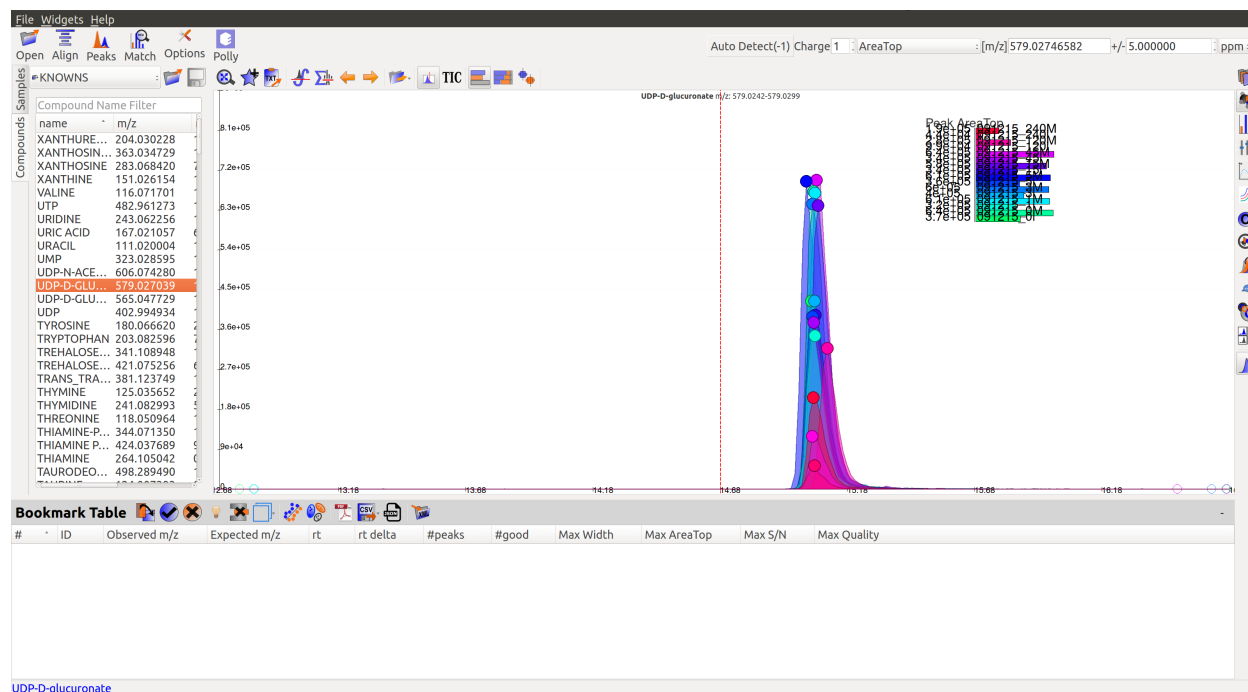 File Widgets Help
Open Align Peaks Match Options Polly
Auto Detect(-1) Charge 1 AreaTop [m/z] 579.02746582 +/- 5.000000 ppm
Samples
Compounds
KNOWNS
TXT TIC
Compound Name Filter
name m/z
XANTHURE... 204.030228
XANTHOSIN... 363.034729
XANTHOSINE 283.068420
XANTHINE 151.026154
VALINE 116.071701
UTP 482.961273
URIDINE 243.062256
URIC ACID 167.021057
URACIL 111.020004
UMP 323.028595
UDP-N-ACE... 606.074280
UDP-D-GLU... 579.027039
UDP-D-GLU... 565.047729
UDP 402.994934
TYROSINE 180.066620
TRYPTOPHAN 203.082596
TREHALOSE... 341.108948
TREHALOSE... 421.075256
TRANS_TRA... 381.123749
THYMINE 125.035652
THYMIDINE 241.082993
THREONINE 118.050964
THIAMINE-P... 344.071350
THIAMINE P... 424.037689
THIAMINE 264.105042
TAURODEO... 498.289490
UDP-D-glucuronate m/z: 579.0242-579.0299
8.1e+05
7.2e+05
6.3e+05
5.4e+05
4.5e+05
3.6e+05
2.7e+05
1.8e+05
9e+04
12.68 13.18 13.68 14.18 14.68 15.18 15.68 16.18
Peak AreaTop
3.7e+05 091215_0I
Bookmark Table PDF CSV JSON
# ID Observed m/z Expected m/z rt rt delta #peaks #good Max Width Max AreaTop Max S/N Max Quality
UDP-D-glucuronate